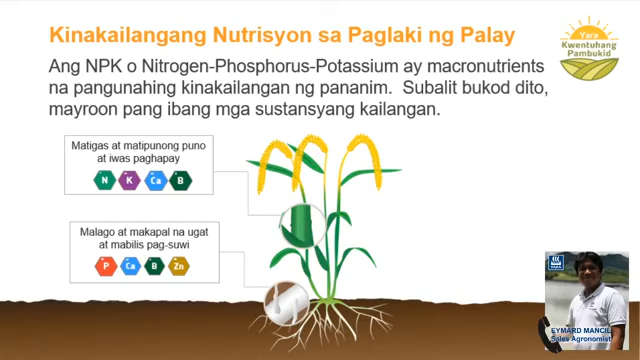 Kinakailangang Nutrisyon sa Paglaki ng Palay
Yara
Kwentuhang
Pambukid
Ang NPK o Nitrogen-Phosphorus-Potassium ay macronutrients
na pangunahing kinakailangan ng pananim. Subalit bukod dito,
mayroon pang ibang mga sustansyang kailangan.
Matigas at matipunong puno
at iwas paghapay
N K Ca B
Malago at makapal na ugat
at mabilis pag-suwi
P Ca B Zn
YARA
EYMARD MANCIL
Sales Agronomist